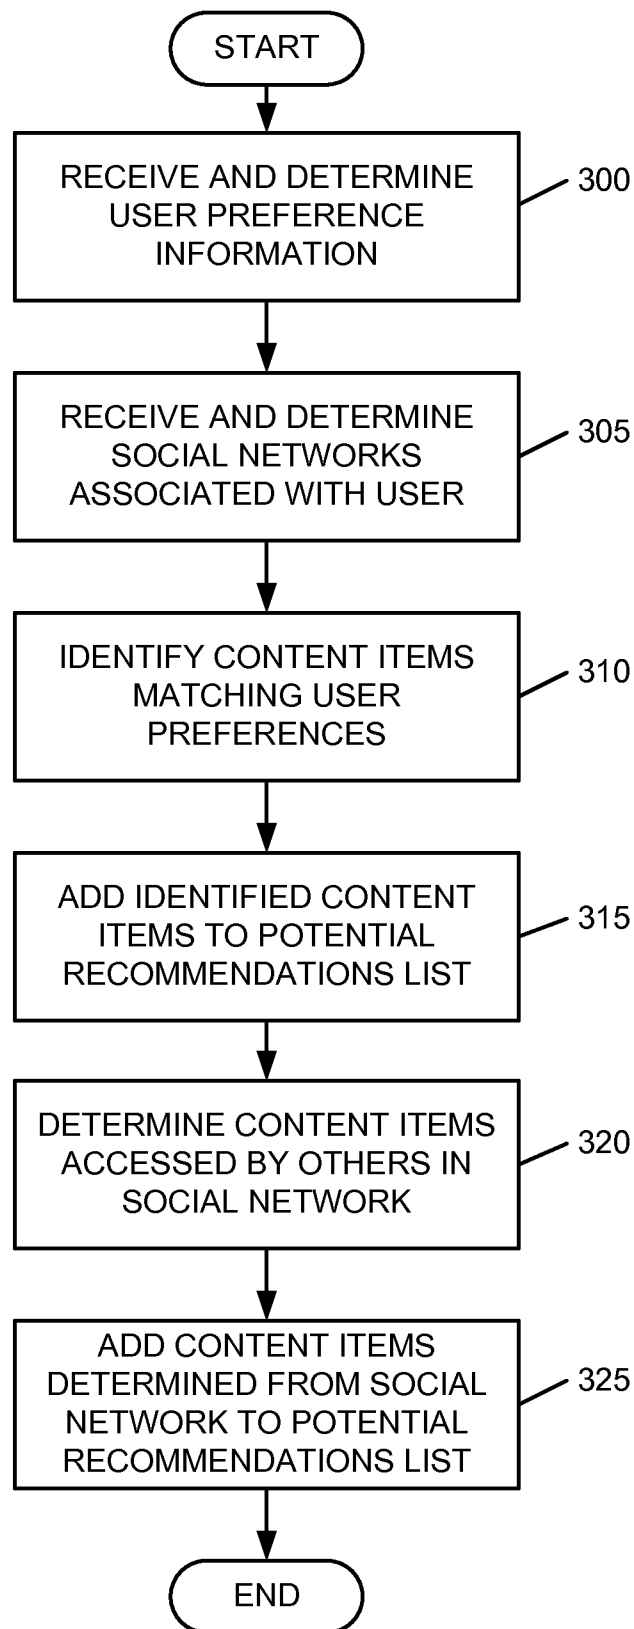 START
RECEIVE AND DETERMINE
USER PREFERENCE
INFORMATION
300
RECEIVE AND DETERMINE
SOCIAL NETWORKS
ASSOCIATED WITH USER
305
IDENTIFY CONTENT ITEMS
MATCHING USER
PREFERENCES
310
ADD IDENTIFIED CONTENT
ITEMS TO POTENTIAL
RECOMMENDATIONS LIST
315
DETERMINE CONTENT ITEMS
ACCESSED BY OTHERS IN
SOCIAL NETWORK
320
ADD CONTENT ITEMS
DETERMINED FROM SOCIAL
NETWORK TO POTENTIAL
RECOMMENDATIONS LIST
325
END